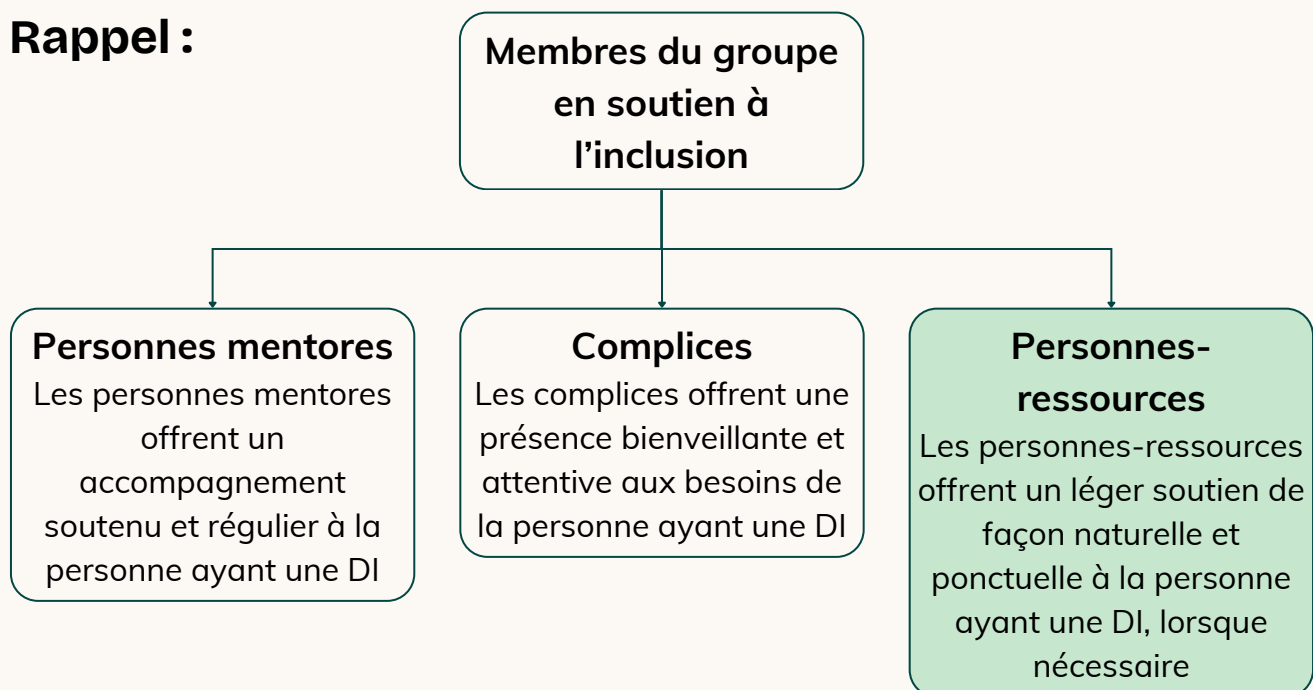 Rappel :
Membres du groupe
en soutien à
l’inclusion
Personnes mentores
Les personnes mentores
offrent un
accompagnement
soutenu et régulier à la
personne ayant une DI
Complices
Les complices offrent une
présence bienveillante et
attentive aux besoins de
la personne ayant une DI
Personnes-
ressources
Les personnes-ressources
offrent un léger soutien de
façon naturelle et
ponctuelle à la personne
ayant une DI, lorsque
nécessaire